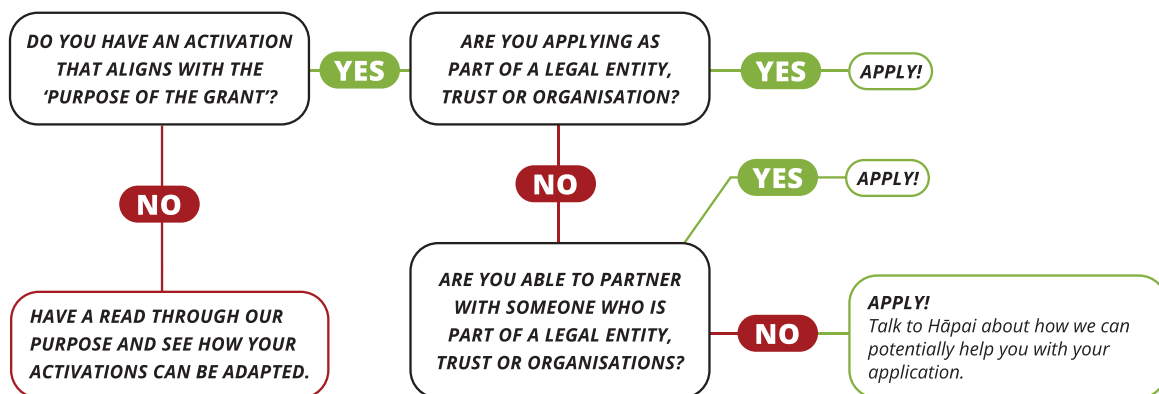 DO YOU HAVE AN ACTIVATION
THAT ALIGNS WITH THE
‘PURPOSE OF THE GRANT’?
YES
ARE YOU APPLYING AS
PART OF A LEGAL ENTITY,
TRUST OR ORGANISATION?
YES
APPLY!
NO
NO
YES
APPLY!
HAVE A READ THROUGH OUR
PURPOSE AND SEE HOW YOUR
ACTIVATIONS CAN BE ADAPTED.
ARE YOU ABLE TO PARTNER
WITH SOMEONE WHO IS
PART OF A LEGAL ENTITY,
TRUST OR ORGANISATIONS?
NO
APPLY!
Talk to Hāpai about how we can
potentially help you with your
application.